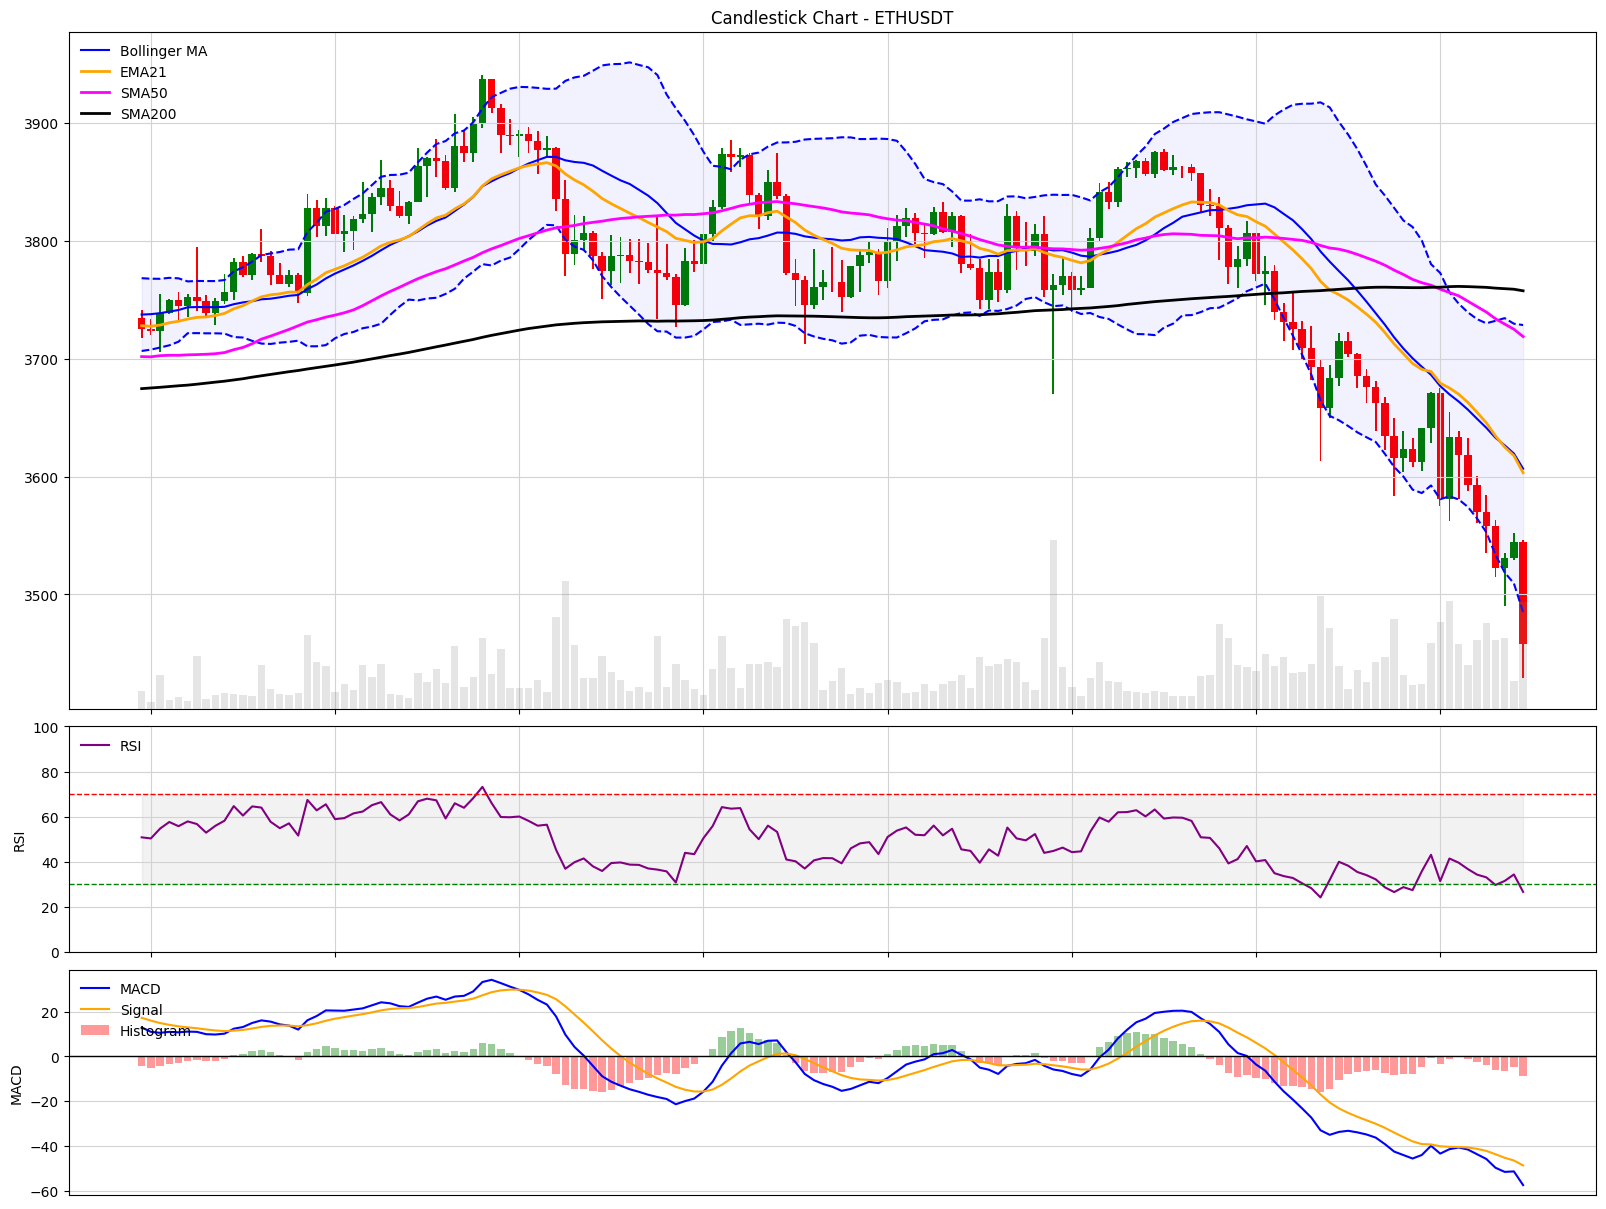 Candlestick Chart - ETHUSDT
Bollinger MA
EMA21
SMA50
SMA200
3900
3800
3700
3600
3500
100
80
60
40
20
0
RSI
RSI
20
0
−20
−40
−60
MACD
MACD
Signal
Histogram